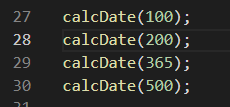 27 calcDate(100);
28 calcDate(200);
29 calcDate(365);
30 calcDate(500);